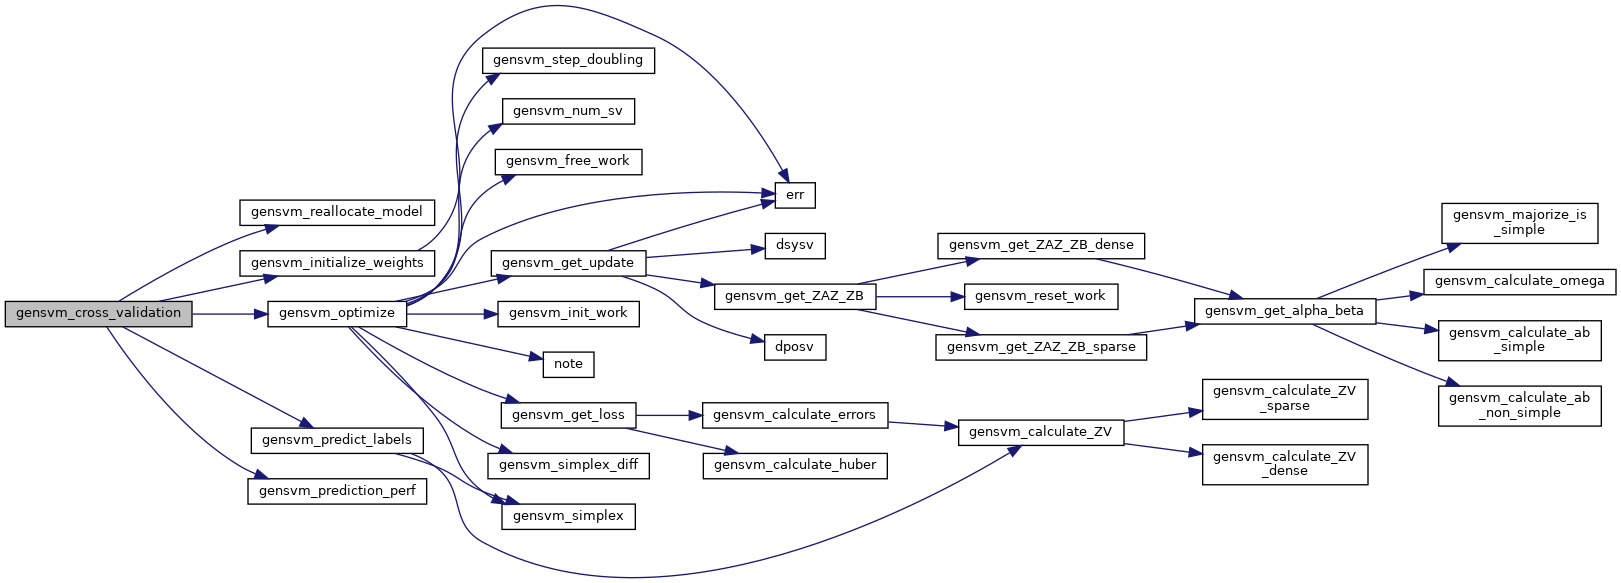 gensvm_cross_validation
gensvm_reallocate_model
gensvm_initialize_weights
gensvm_optimize
gensvm_predict_labels
gensvm_prediction_perf
gensvm_step_doubling
gensvm_num_sv
gensvm_free_work
gensvm_get_update
gensvm_init_work
note
gensvm_get_loss
gensvm_simplex_diff
gensvm_simplex
err
dsysv
gensvm_get_ZAZ_ZB
dposv
gensvm_calculate_errors
gensvm_calculate_huber
gensvm_get_ZAZ_ZB_dense
gensvm_reset_work
gensvm_get_ZAZ_ZB_sparse
gensvm_calculate_ZV
gensvm_get_alpha_beta
gensvm_calculate_ZV
_sparse
gensvm_calculate_ZV
_dense
gensvm_majorize_is
_simple
gensvm_calculate_omega
gensvm_calculate_ab
_simple
gensvm_calculate_ab
_non_simple